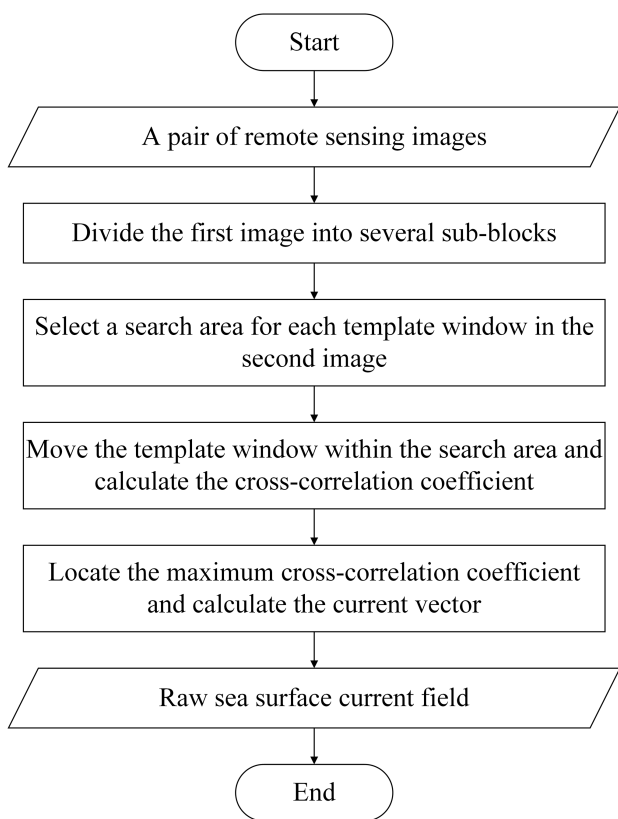 Start
A pair of remote sensing images
Divide the first image into several sub-blocks
Select a search area for each template window in the
second image
Move the template window within the search area and
calculate the cross-correlation coefficient
Locate the maximum cross-correlation coefficient
and calculate the current vector
Raw sea surface current field
End